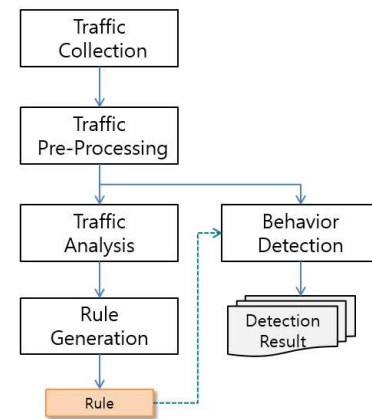 Traffic
Collection
Traffic
Pre-Processing
Traffic
Analysis
Behavior
Detection
Rule
Generation
Detection
Result
Rule